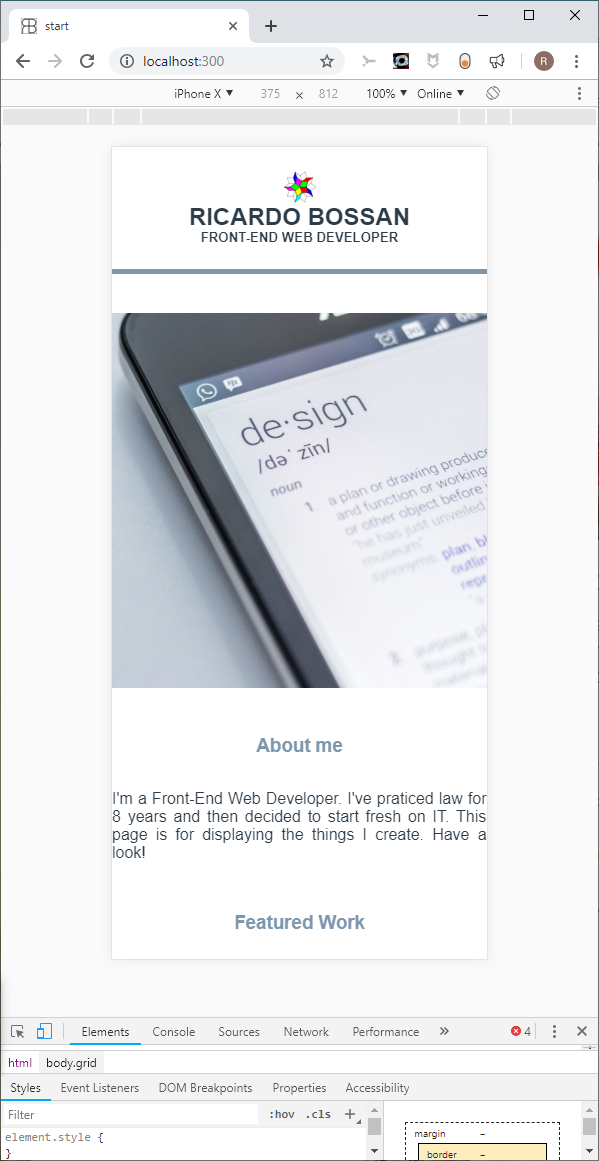 start
localhost:300
R
iPhone X 375 × 812 100% Online
RICARDO BOSSAN
FRONT-END WEB DEVELOPER
de·sign
/dəˈ zīn/
noun
1. a plan or drawing produce
and function or working
or other object before
"he has just unveiled
museum"
synonyms: plan, bl
outlin
repr
"a
2. purpose, pl
thought
materia
About me
I'm a Front-End Web Developer. I've praticed law for
8 years and then decided to start fresh on IT. This
page is for displaying the things I create. Have a
look!
Featured Work
Elements Console Sources Network Performance » 4
html body.grid
Styles Event Listeners DOM Breakpoints Properties Accessibility
Filter :hov .cls +
element.style {
}
margin –
border –